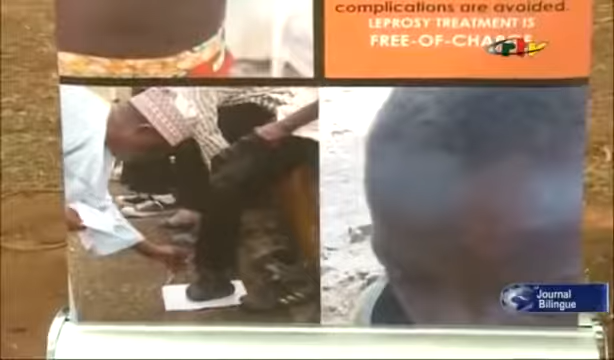 complications are avoided.
LEPROSY TREATMENT IS
FREE-OF-CHARGE
Journal
Bilingue